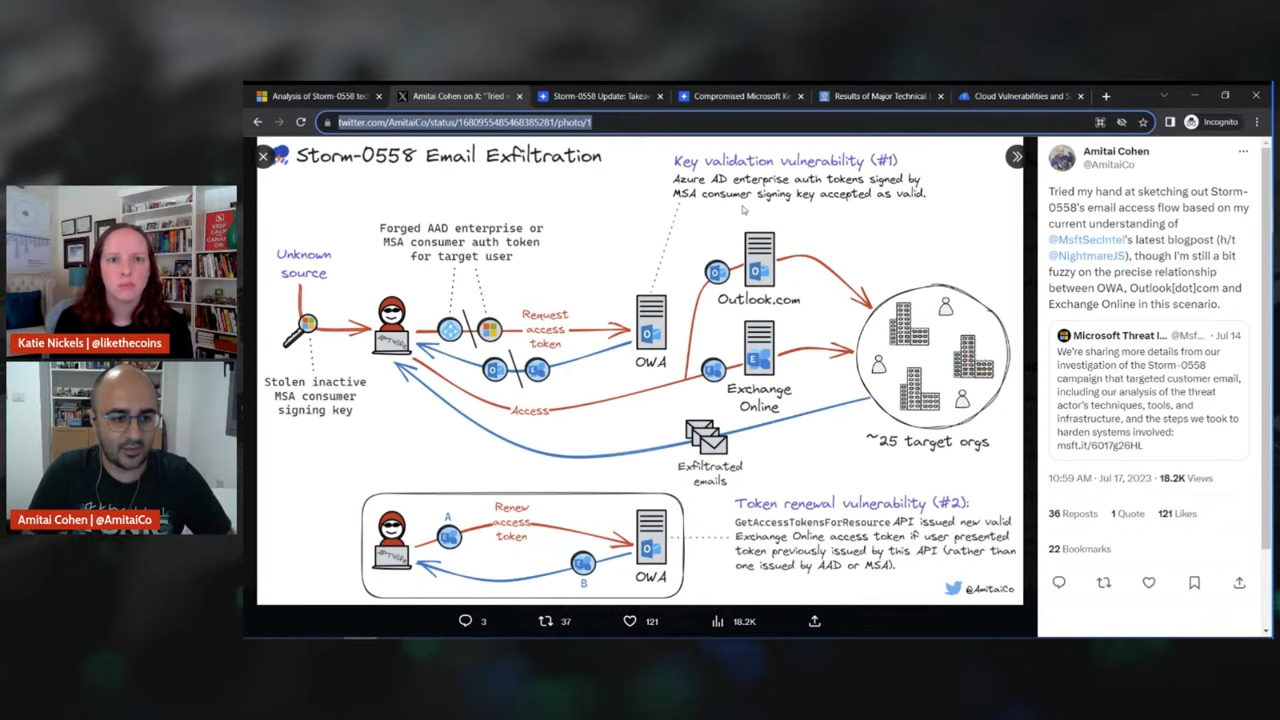 Analysis of Storm-0558 tec
Amitai Cohen on X: "Tried
Storm-0558 Update: Takea
Compromised Microsoft Ke
Results of Major Technical
Cloud Vulnerabilities and S
twitter.com/AmitaiCo/status/1680955485468385281/photo/1
Incognito
Storm-0558 Email Exfiltration
Key validation vulnerability (#1)
Azure AD enterprise auth tokens signed by
MSA consumer signing key accepted as valid.
Forged AAD enterprise or
MSA consumer auth token
for target user
Unknown
source
Stolen inactive
MSA consumer
signing key
Request
access
token
OWA
Access
Outlook.com
Exchange
Online
~25 target orgs
Exfiltrated
emails
A
Renew
access
token
B
OWA
Token renewal vulnerability (#2):
GetAccessTokensForResource API issued new valid
Exchange Online access token if user presented
token previously issued by this API (rather than
one issued by AAD or MSA).
@AmitaiCo
3
37
121
18.2K
Amitai Cohen
@AmitaiCo
Tried my hand at sketching out Storm-
0558's email access flow based on my
current understanding of
@MsftSecIntel's latest blogpost (h/t
@NightmareJS), though I'm still a bit
fuzzy on the precise relationship
between OWA, Outlook[dot]com and
Exchange Online in this scenario.
Microsoft Threat I... @Msf... · Jul 14
We're sharing more details from our
investigation of the Storm-0558
campaign that targeted customer email,
including our analysis of the threat
actor's techniques, tools, and
infrastructure, and the steps we took to
harden systems involved:
msft.it/6017g26HL
10:59 AM · Jul 17, 2023 · 18.2K Views
36 Reposts 1 Quote 121 Likes
22 Bookmarks
Katie Nickels | @likethecoins
Amitai Cohen | @AmitaiCo